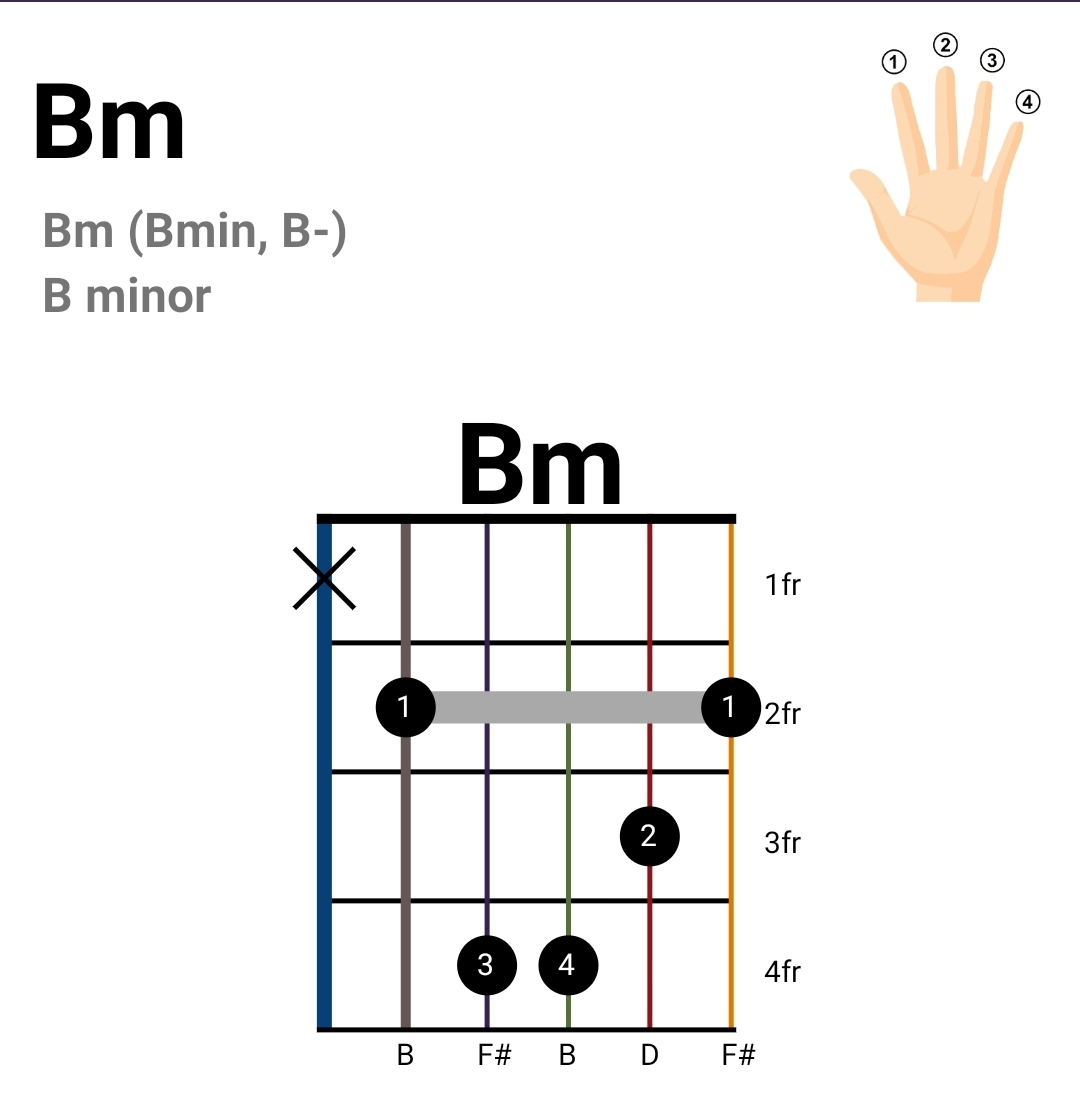 ① ② ③ ④
Bm
Bm (Bmin, B-)
B minor
Bm
1fr
1 1 2fr
2 3fr
3 4 4fr
B F# B D F#